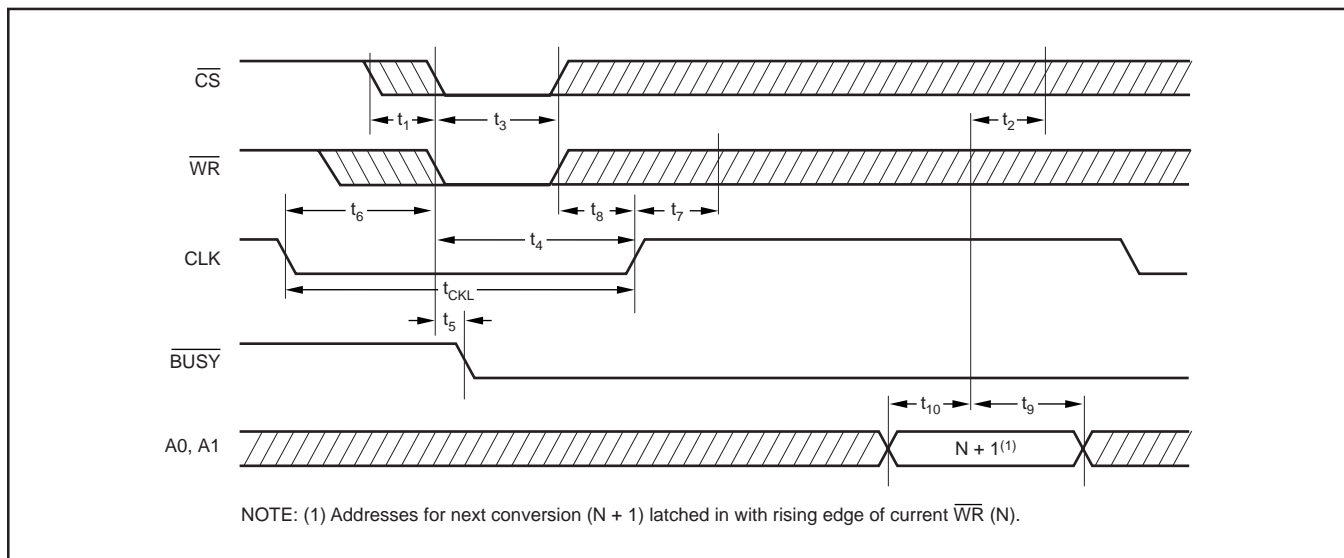 CS
t1 t3 t2
WR
t6 t8 t7
CLK
t4
tCKL
t5
BUSY
t10 t9
A0, A1
N + 1(1)
NOTE: (1) Addresses for next conversion (N + 1) latched in with rising edge of current WR (N).